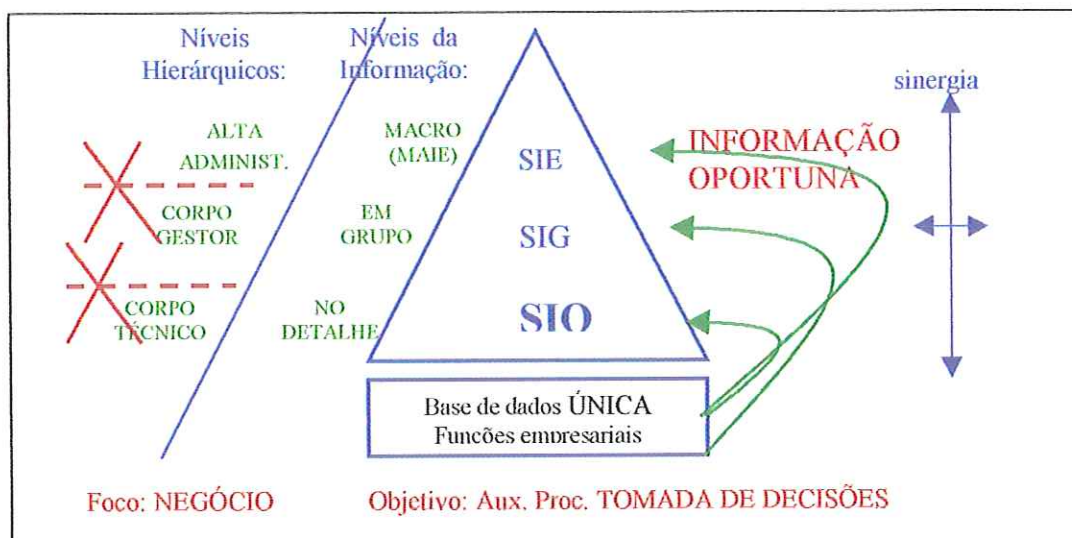 Níveis
Hierárquicos:
Níveis da
Informação:
sinergia
ALTA
ADMINIST.
MACRO
(MAIE)
SIE
INFORMAÇÃO
OPORTUNA
CORPO
GESTOR
EM
GRUPO
SIG
CORPO
TÉCNICO
NO
DETALHE
SIO
Base de dados ÚNICA
Funcões empresariais
Foco: NEGÓCIO
Objetivo: Aux. Proc. TOMADA DE DECISÕES